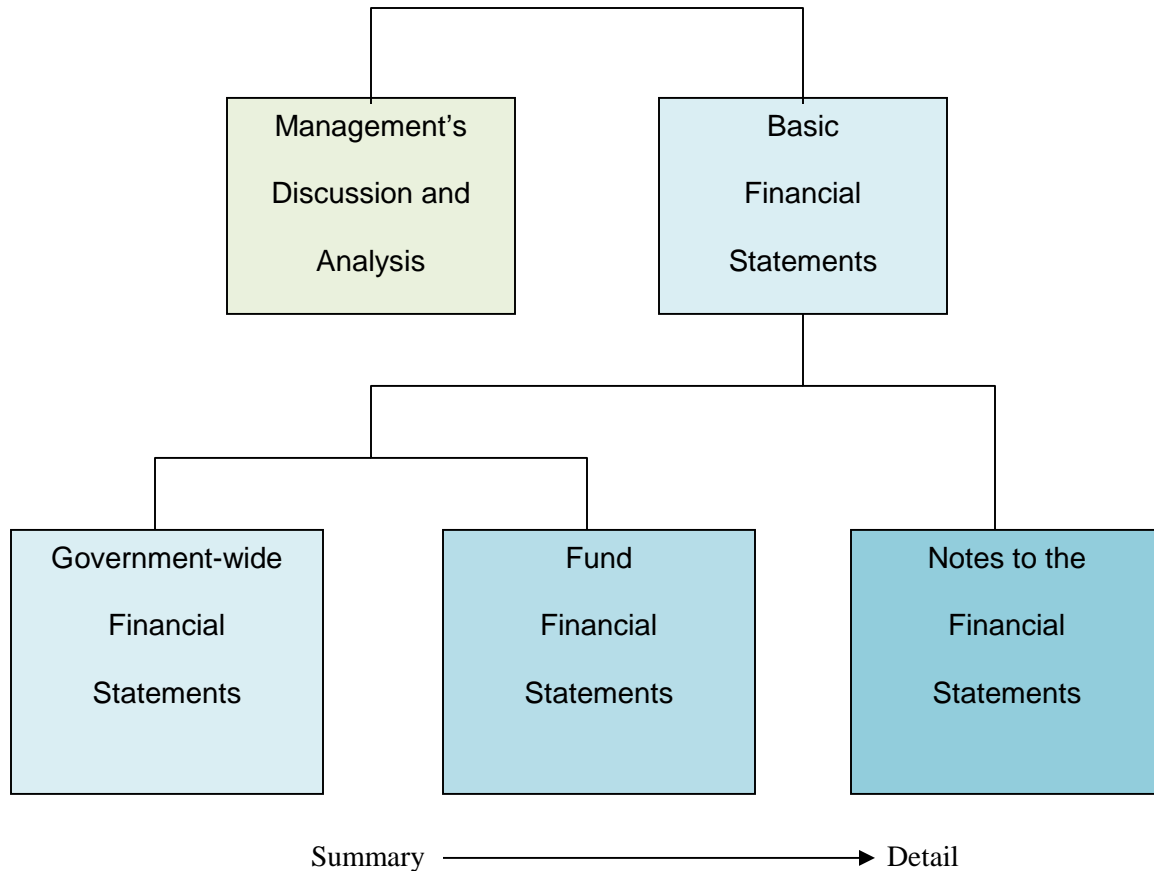 Management’s
Discussion and
Analysis
Basic
Financial
Statements
Government-wide
Financial
Statements
Fund
Financial
Statements
Notes to the
Financial
Statements
Summary
Detail